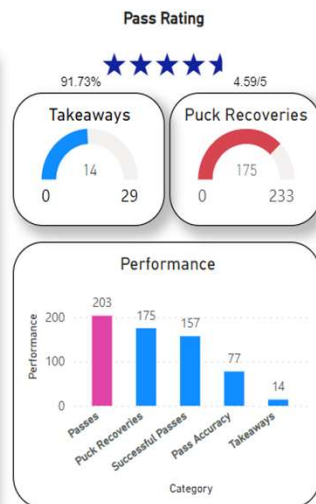 Pass Rating
91.73%
4.59/5
Takeaways
14
0 29
Puck Recoveries
175
0 233
Performance
Performance
200
100
0
203
175
157
77
14
Passes
Puck Recoveries
Successful Passes
Pass Accuracy
Takeaways
Category